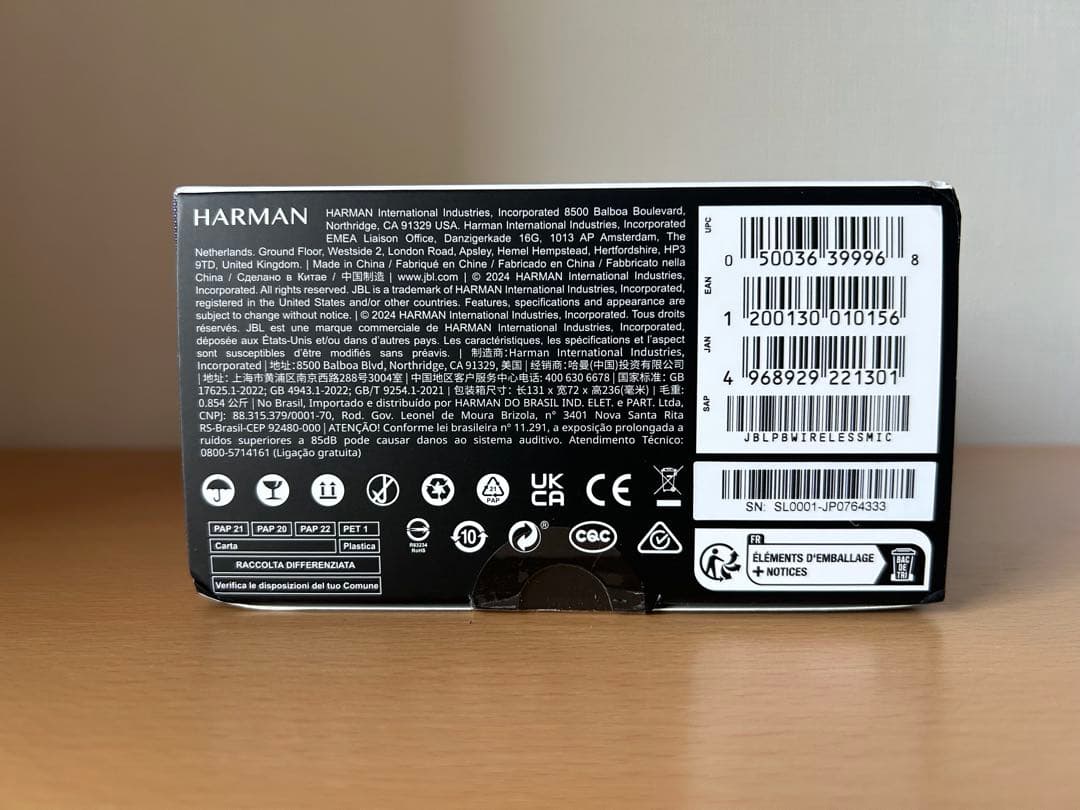 HARMAN
HARMAN International Industries, Incorporated 8500 Balboa Boulevard,
Northridge, CA 91329 USA. Harman International Industries, Incorporated
EMEA Liaison Office, Danzigerkade 16G, 1013 AP Amsterdam, The
Netherlands. Ground Floor, Westside 2, London Road, Apsley, Hemel Hempstead, Hertfordshire, HP3
9TD, United Kingdom. | Made in China / Fabriqué en Chine / Fabricado en China / Fabbricato nella
China / Сделано в Китае / 中国制造 | www.jbl.com | © 2024 HARMAN International Industries,
Incorporated. All rights reserved. JBL is a trademark of HARMAN International Industries, Incorporated,
registered in the United States and/or other countries. Features, specifications and appearance are
subject to change without notice. | © 2024 HARMAN International Industries, Incorporated. Tous droits
réservés. JBL est une marque commerciale de HARMAN International Industries, Incorporated,
déposée aux États-Unis et/ou dans d'autres pays. Les caractéristiques, les spécifications et l'aspect
sont susceptibles d'être modifiés sans préavis. | 制造商:Harman International Industries,
Incorporated | 地址:8500 Balboa Blvd, Northridge, CA 91329, 美国 | 经销商:哈曼(中国)投资有限公司
| 地址:上海市黄浦区南京西路288号3004室 | 中国地区客户服务中心电话: 400 630 6678 | 国家标准: GB
17625.1-2022; GB 4943.1-2022; GB/T 9254.1-2021 | 包装箱尺寸: 长131 x 宽72 x 高236(毫米) | 毛重:
0.854 公斤 | No Brasil, Importado e distribuído por HARMAN DO BRASIL IND. ELET. e PART. Ltda,
CNPJ: 88.315.379/0001-70, Rod. Gov. Leonel de Moura Brizola, n° 3401 Nova Santa Rita
RS-Brasil-CEP 92480-000 | ATENÇÃO! Conforme lei brasileira n° 11.291, a exposição prolongada a
ruídos superiores a 85dB pode causar danos ao sistema auditivo. Atendimento Técnico:
0800-5714161 (Ligação gratuita)
21
PAP
UK
CA
CE
PAP 21 PAP 20 PAP 22 PET 1
Carta Plastica
RACCOLTA DIFFERENZIATA
Verifica le disposizioni del tuo Comune
R93234
RoHS
10
®
CQC
UPC
0 50036 39996 8
EAN
1 200130 010156
JAN
4 968929 221301
SAP
JBLPBWIRELESSMIC
SN: SL0001-JP0764333
FR
ÉLÉMENTS D'EMBALLAGE
+ NOTICES
BAC
DE
TRI